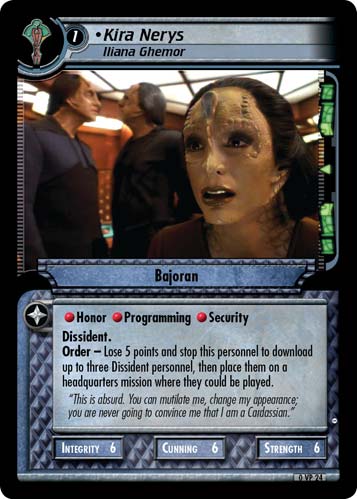 1
•Kira Nerys
Iliana Ghemor
Bajoran
Honor Programming Security
Dissident.
Order – Lose 5 points and stop this personnel to download
up to three Dissident personnel, then place them on a
headquarters mission where they could be played.
"This is absurd. You can mutilate me, change my appearance;
you are never going to convince me that I am a Cardassian."
INTEGRITY 6 CUNNING 6 STRENGTH 6
0 VP 24